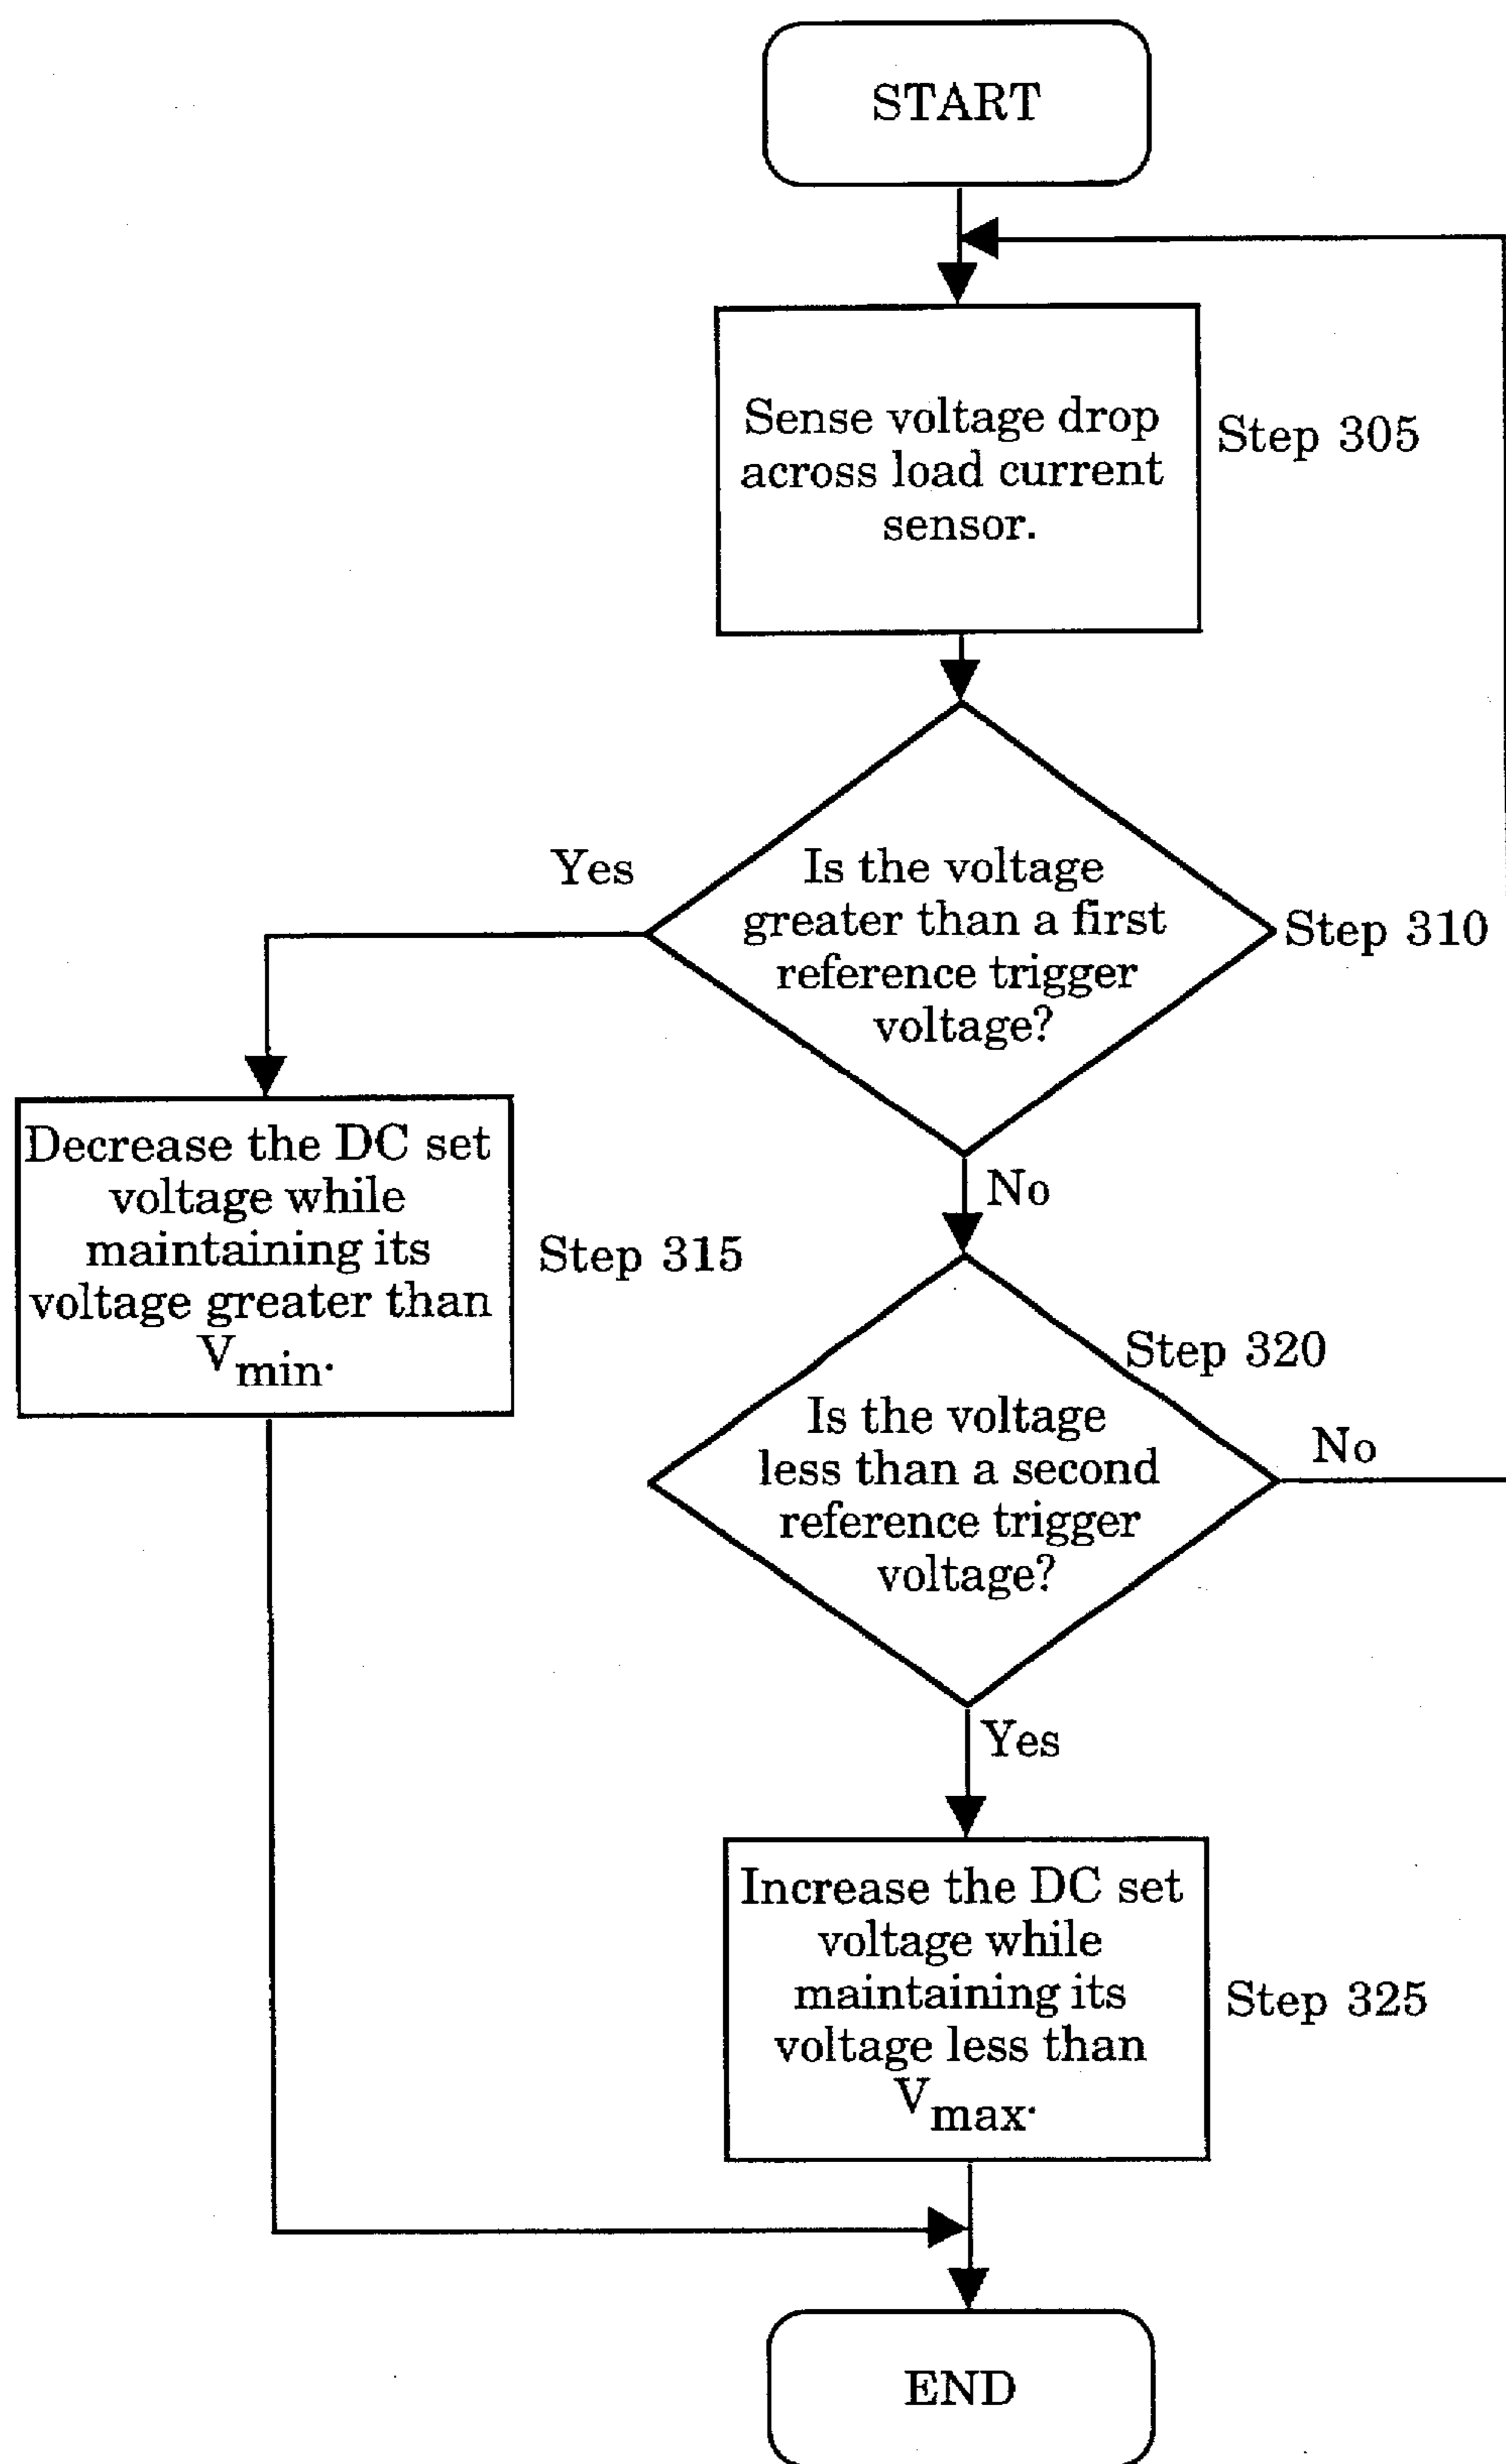 START
Sense voltage drop
across load current
sensor.
Step 305
Yes
Is the voltage
greater than a first
reference trigger
voltage?
Step 310
No
Decrease the DC set
voltage while
maintaining its
voltage greater than
Vmin.
Step 315
Step 320
Is the voltage
less than a second
reference trigger
voltage?
No
Yes
Increase the DC set
voltage while
maintaining its
voltage less than
Vmax.
Step 325
END